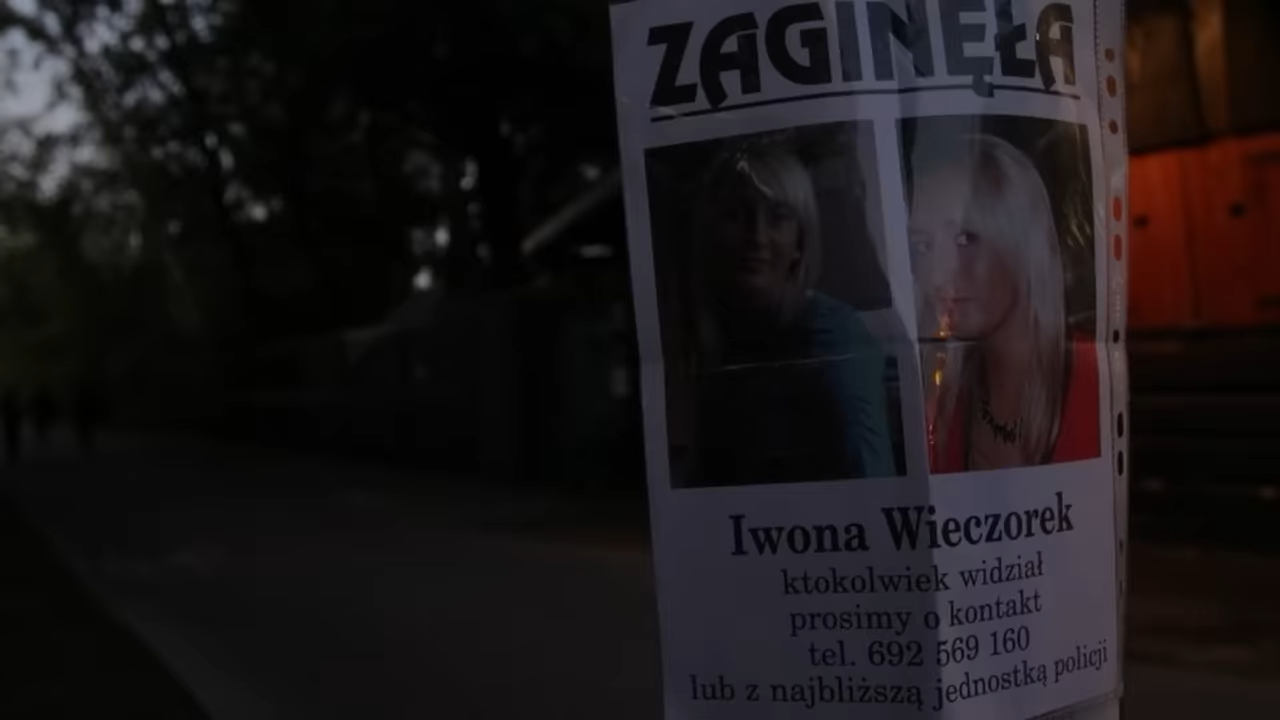 ZAGINĘŁA
Iwona Wieczorek
ktokolwiek widział
prosimy o kontakt
tel. 692 569 160
lub z najbliższą jednostką policji